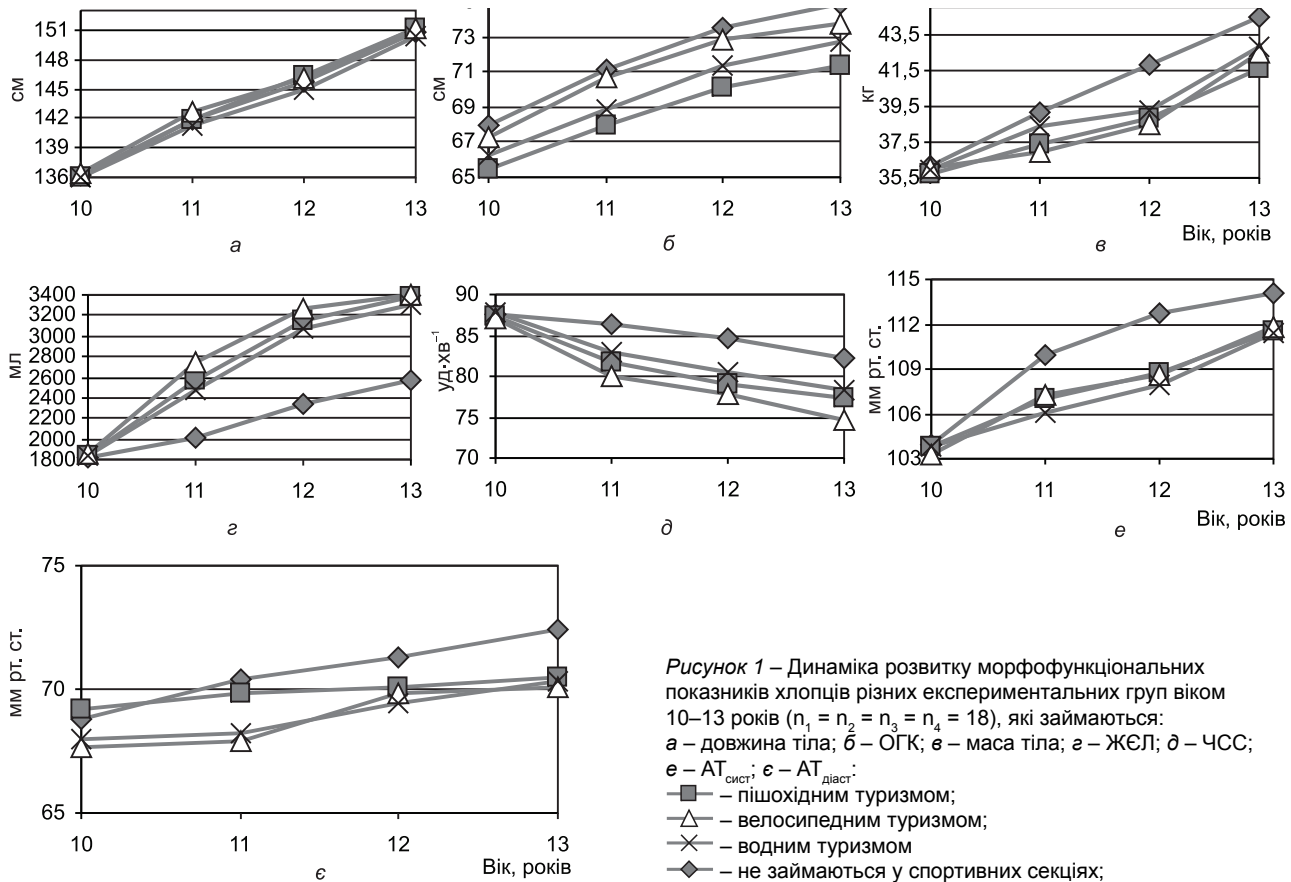 151
148
145
142
139
136
см
10
11
12
13
а
73
71
69
67
65
см
10
11
12
13
б
43,5
41,5
39,5
37,5
35,5
кг
10
11
12
13
Вік, років
в
3400
3200
3000
2800
2600
2400
2200
2000
1800
мл
10
11
12
13
г
90
85
80
75
70
уд·хв⁻¹
10
11
12
13
д
115
112
109
106
103
мм рт. ст.
10
11
12
13
Вік, років
е
75
70
65
мм рт. ст.
10
11
12
13
Вік, років
є
Рисунок 1 – Динаміка розвитку морфофункціональних
показників хлопців різних експериментальних груп віком
10–13 років (n₁ = n₂ = n₃ = n₄ = 18), які займаються:
а – довжина тіла; б – ОГК; в – маса тіла; г – ЖЄЛ; д – ЧСС;
е – АТсист; є – АТдіаст:
– пішохідним туризмом;
– велосипедним туризмом;
– водним туризмом
– не займаються у спортивних секціях;